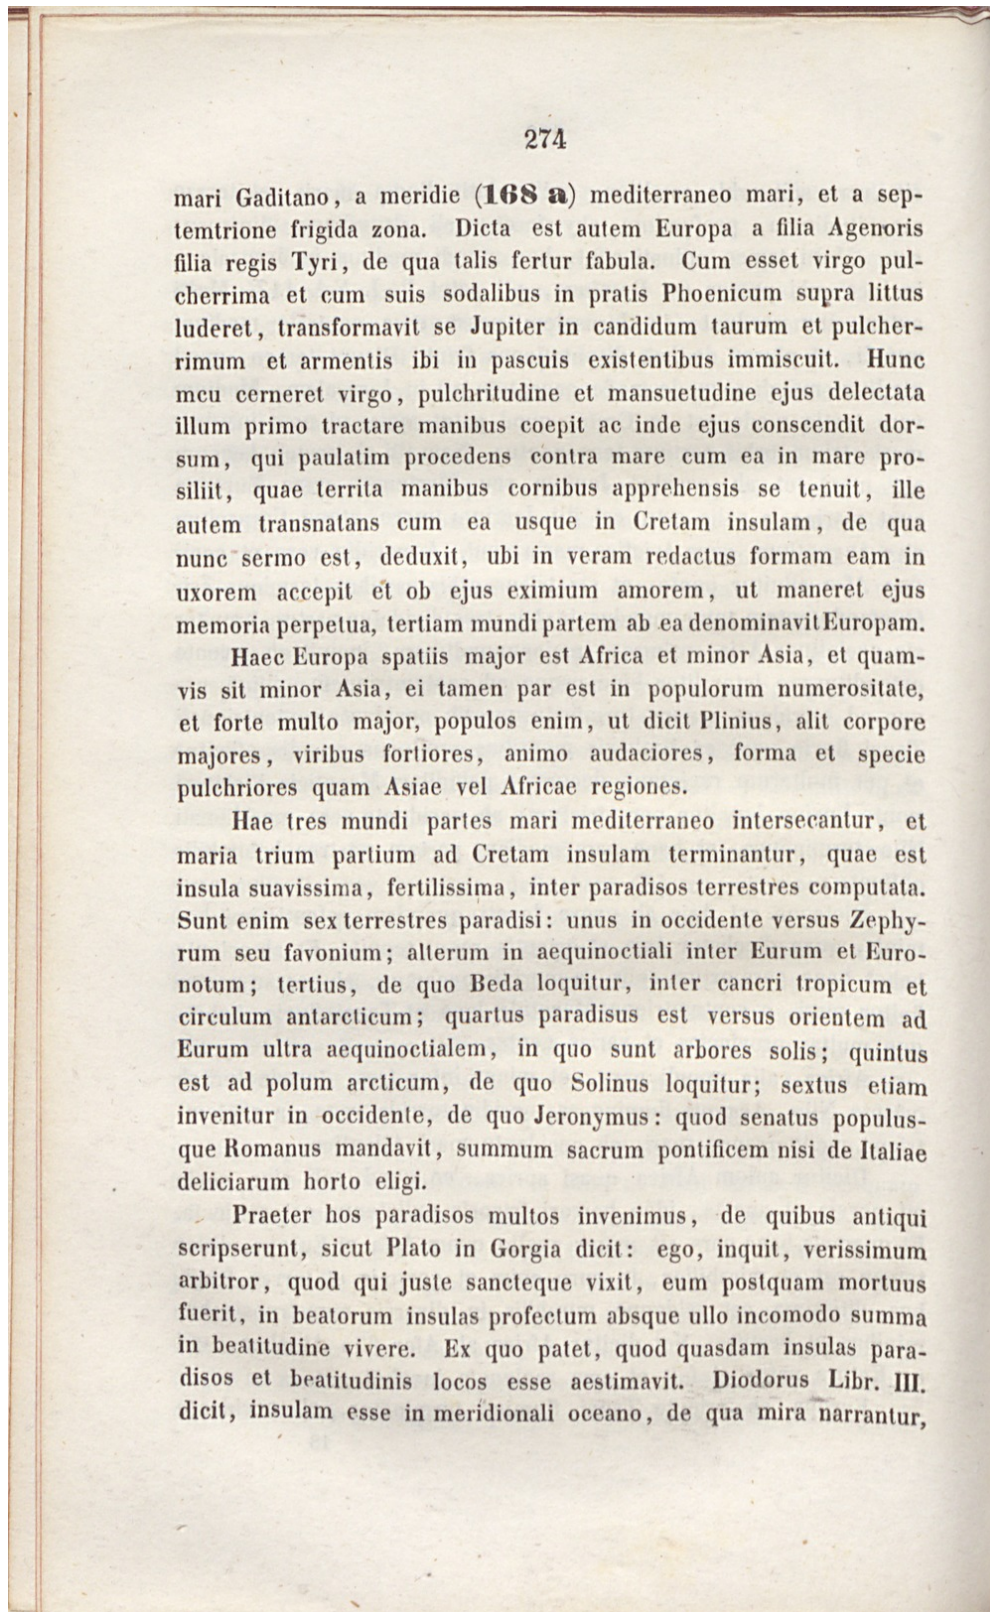 274
mari Gaditano, a meridie (168 a) mediterraneo mari, et a sep-
temtrione frigida zona. Dicta est autem Europa a filia Agenoris
filia regis Tyri, de qua talis fertur fabula. Cum esset virgo pul-
cherrima et cum suis sodalibus in pratis Phoenicum supra littus
luderet, transformavit se Jupiter in candidum taurum et pulcher-
rimum et armentis ibi in pascuis existentibus immiscuit. Hunc
mcu cerneret virgo, pulchritudine et mansuetudine ejus delectata
illum primo tractare manibus coepit ac inde ejus conscendit dor-
sum, qui paulatim procedens contra mare cum ea in mare pro-
siliit, quae territa manibus cornibus apprehensis se tenuit, ille
autem transnatans cum ea usque in Cretam insulam, de qua
nunc sermo est, deduxit, ubi in veram redactus formam eam in
uxorem accepit et ob ejus eximium amorem, ut maneret ejus
memoria perpetua, tertiam mundi partem ab ea denominavit Europam.
Haec Europa spatiis major est Africa et minor Asia, et quam-
vis sit minor Asia, ei tamen par est in populorum numerositate,
et forte multo major, populos enim, ut dicit Plinius, alit corpore
majores, viribus fortiores, animo audaciores, forma et specie
pulchriores quam Asiae vel Africae regiones.
Hae tres mundi partes mari mediterraneo intersecantur, et
maria trium partium ad Cretam insulam terminantur, quae est
insula suavissima, fertilissima, inter paradisos terrestres computata.
Sunt enim sex terrestres paradisi: unus in occidente versus Zephy-
rum seu favonium; alterum in aequinoctiali inter Eurum et Euro-
notum; tertius, de quo Beda loquitur, inter cancri tropicum et
circulum antarcticum; quartus paradisus est versus orientem ad
Eurum ultra aequinoctialem, in quo sunt arbores solis; quintus
est ad polum arcticum, de quo Solinus loquitur; sextus etiam
invenitur in occidente, de quo Jeronymus: quod senatus populus-
que Romanus mandavit, summum sacrum pontificem nisi de Italiae
deliciarum horto eligi.
Praeter hos paradisos multos invenimus, de quibus antiqui
scripserunt, sicut Plato in Gorgia dicit: ego, inquit, verissimum
arbitror, quod qui juste sancteque vixit, eum postquam mortuus
fuerit, in beatorum insulas profectum absque ullo incomodo summa
in beatitudine vivere. Ex quo patet, quod quasdam insulas para-
disos et beatitudinis locos esse aestimavit. Diodorus Libr. III.
dicit, insulam esse in meridionali oceano, de qua mira narrantur,